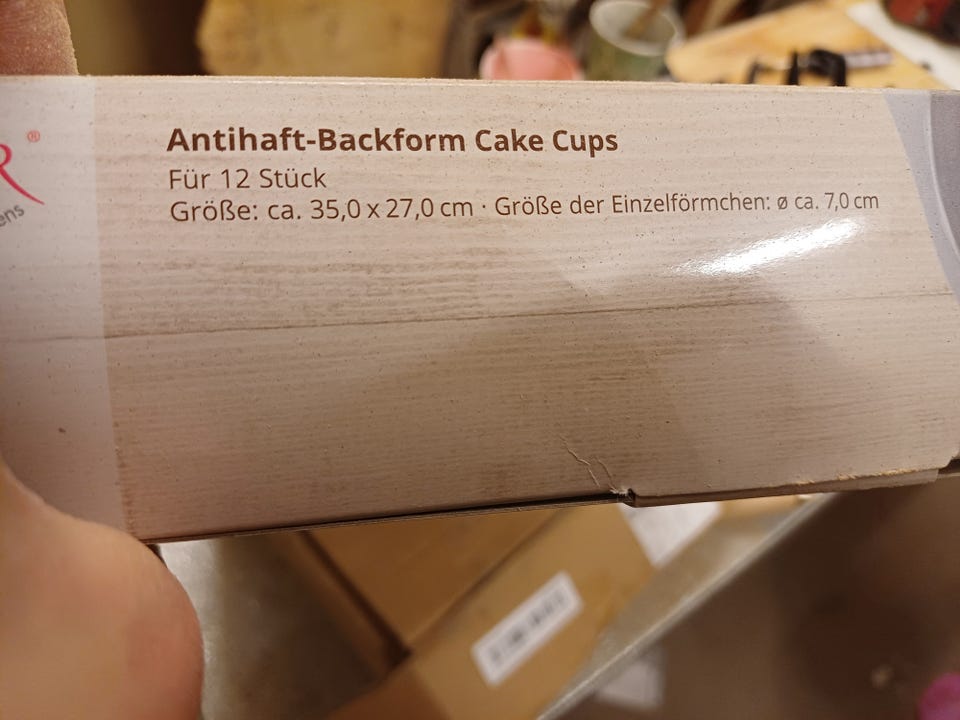 Antihaft-Backform Cake Cups
Für 12 Stück
Größe: ca. 35,0 x 27,0 cm · Größe der Einzelförmchen: ø ca. 7,0 cm
R®
ens